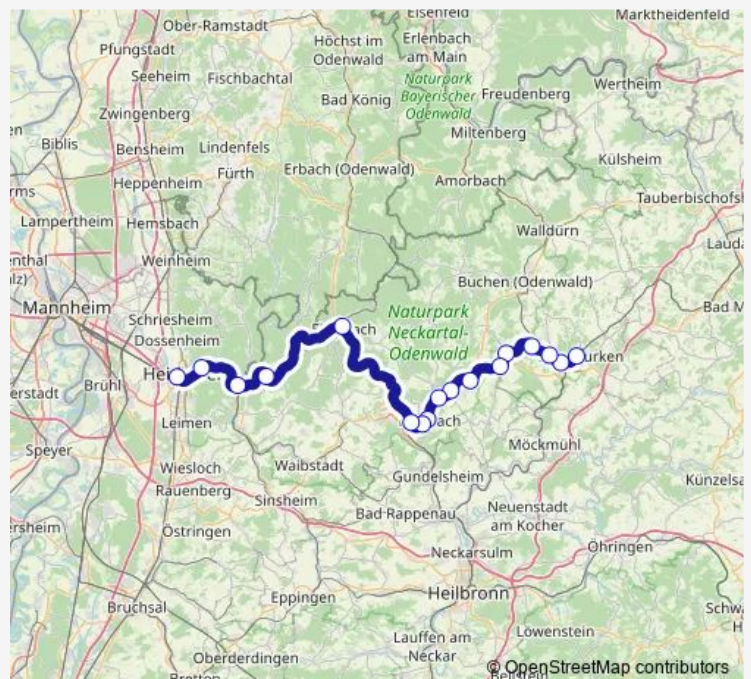 Ober-Ramstadt
Eisenfeld
Marktheidenfeld
Pfungstadt
Höchst im
Odenwald
Erlenbach
am Main
Seeheim
Fischbachtal
Naturpark
Bayerischer
Odenwald
Wertheim
Bad König
Freudenberg
Zwingenberg
Miltenberg
Biblis
Bensheim
Lindenfels
Külsheim
Heppenheim
Fürth
Erbach (Odenwald)
Amorbach
Tauberbischofsh
Lampertheim
Hemsbach
Walldürn
Lauda
Weinheim
Buchen (Odenwald)
Mannheim
Bad M
Schriesheim
Naturpark
Neckartal-
Odenwald
Dossenheim
Brühl
Leimen
Speyer
Möckmühl
Wiesloch
Waibstadt
Gundelsheim
Künzelsa
Rauenberg
Sinsheim
Bad Rappenau
Neuenstadt
am Kocher
Östringen
Öhringen
Neckarsulm
Heilbronn
Eppingen
Bruchsal
Löwenstein
Lauffen am
Neckar
Oberderdingen
© OpenStreetMap contributors